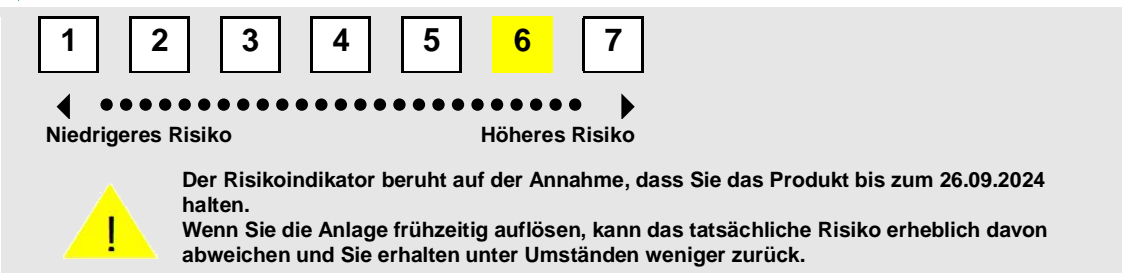 1 2 3 4 5 6 7
Niedrigeres Risiko Höheres Risiko
Der Risikoindikator beruht auf der Annahme, dass Sie das Produkt bis zum 26.09.2024
halten.
! Wenn Sie die Anlage frühzeitig auflösen, kann das tatsächliche Risiko erheblich davon
abweichen und Sie erhalten unter Umständen weniger zurück.